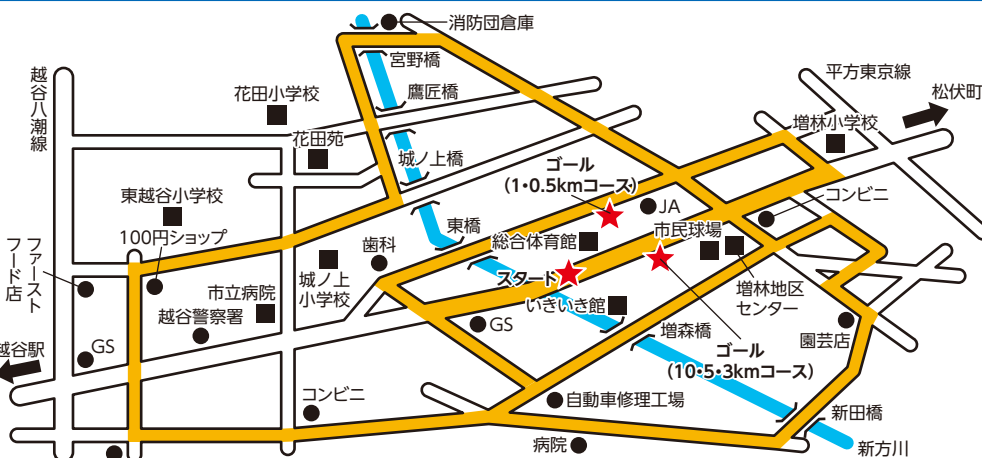 消防団倉庫
宮野橋
鷹匠橋
越谷八潮線
花田小学校
花田苑
城ノ上橋
平方東京線
松伏町
増林小学校
ゴール
(1・0.5kmコース)
JA
コンビニ
東越谷小学校
100円ショップ
ファースト
フード店
東橋
歯科
総合体育館
市民球場
城ノ上
小学校
スタート
市立病院
いきいき館
増林地区
センター
越谷警察署
GS
GS
越谷駅
増森橋
園芸店
ゴール
(10・5・3kmコース)
コンビニ
自動車修理工場
新田橋
病院
新方川